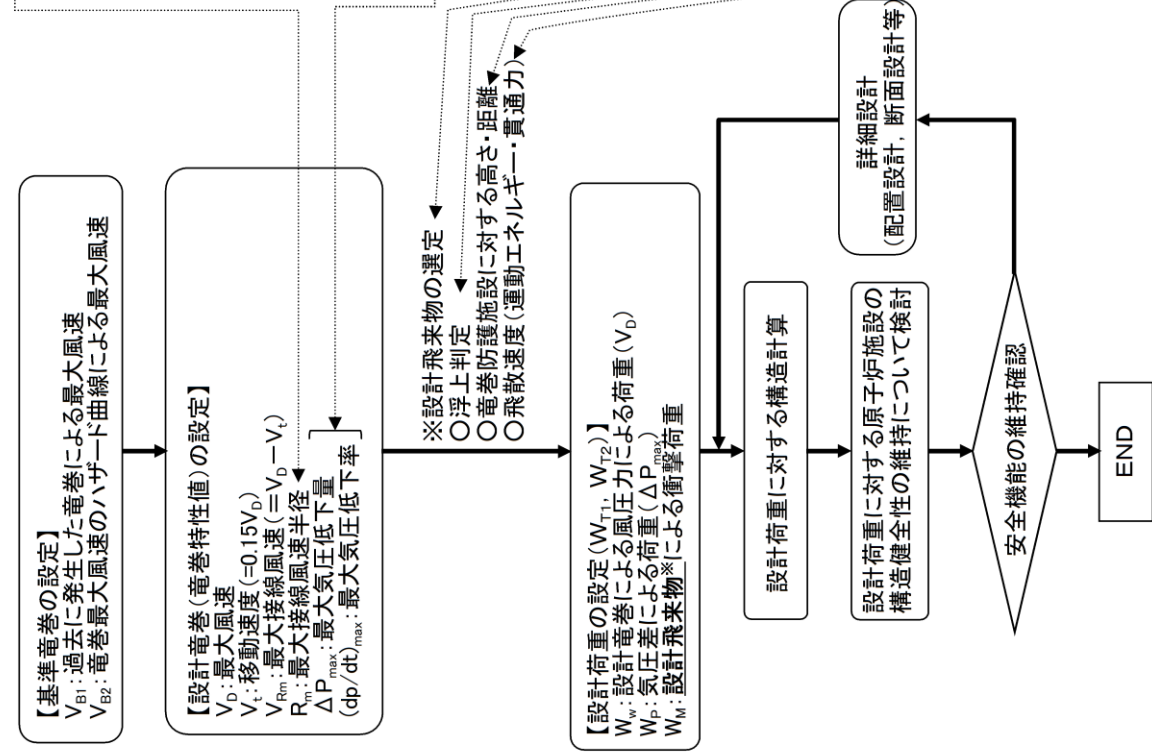 【基準竜巻の設定】
V_B1：過去に発生した竜巻による最大風速
V_B2：竜巻最大風速のハザード曲線による最大風速
【設計竜巻（竜巻特性値）の設定】
V_D：最大風速
V_t：移動速度（=0.15V_D）
V_Rm：最大接線風速（＝V_D－V_t）
R_m：最大接線風速半径
ΔP_max：最大気圧低下量
(dp/dt)_max：最大気圧低下率
※設計飛来物の選定
○浮上判定
○竜巻防護施設に対する高さ・距離
○飛散速度（運動エネルギー・貫通力）
【設計荷重の設定（W_T1, W_T2）】
W_w：設計竜巻による風圧力による荷重（V_D）
W_P：気圧差による荷重（ΔP_max）
W_M：設計飛来物※による衝撃荷重
設計荷重に対する構造計算
設計荷重に対する原子炉施設の
構造健全性の維持について検討
安全機能の維持確認
詳細設計
（配置設計，断面設計等）
END